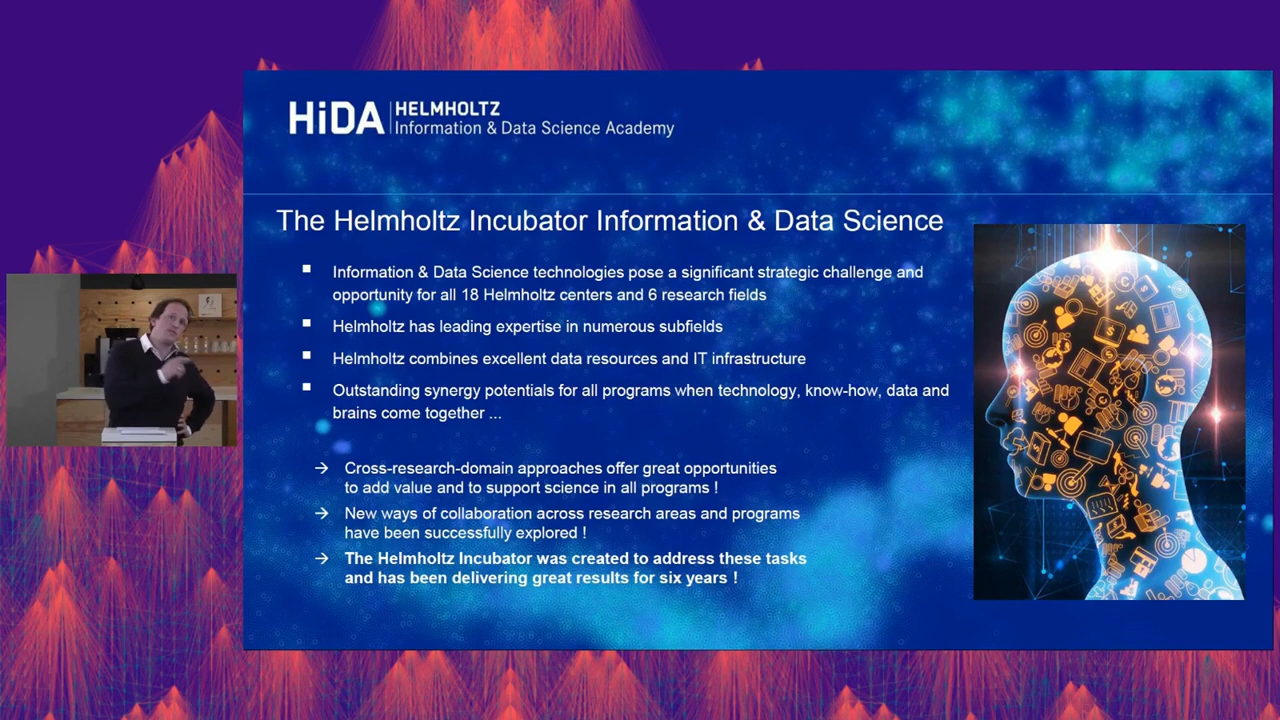 HiDA HELMHOLTZ
Information & Data Science Academy
The Helmholtz Incubator Information & Data Science
Information & Data Science technologies pose a significant strategic challenge and
opportunity for all 18 Helmholtz centers and 6 research fields
Helmholtz has leading expertise in numerous subfields
Helmholtz combines excellent data resources and IT infrastructure
Outstanding synergy potentials for all programs when technology, know-how, data and
brains come together ...
→ Cross-research-domain approaches offer great opportunities
to add value and to support science in all programs !
→ New ways of collaboration across research areas and programs
have been successfully explored !
→ The Helmholtz Incubator was created to address these tasks
and has been delivering great results for six years !